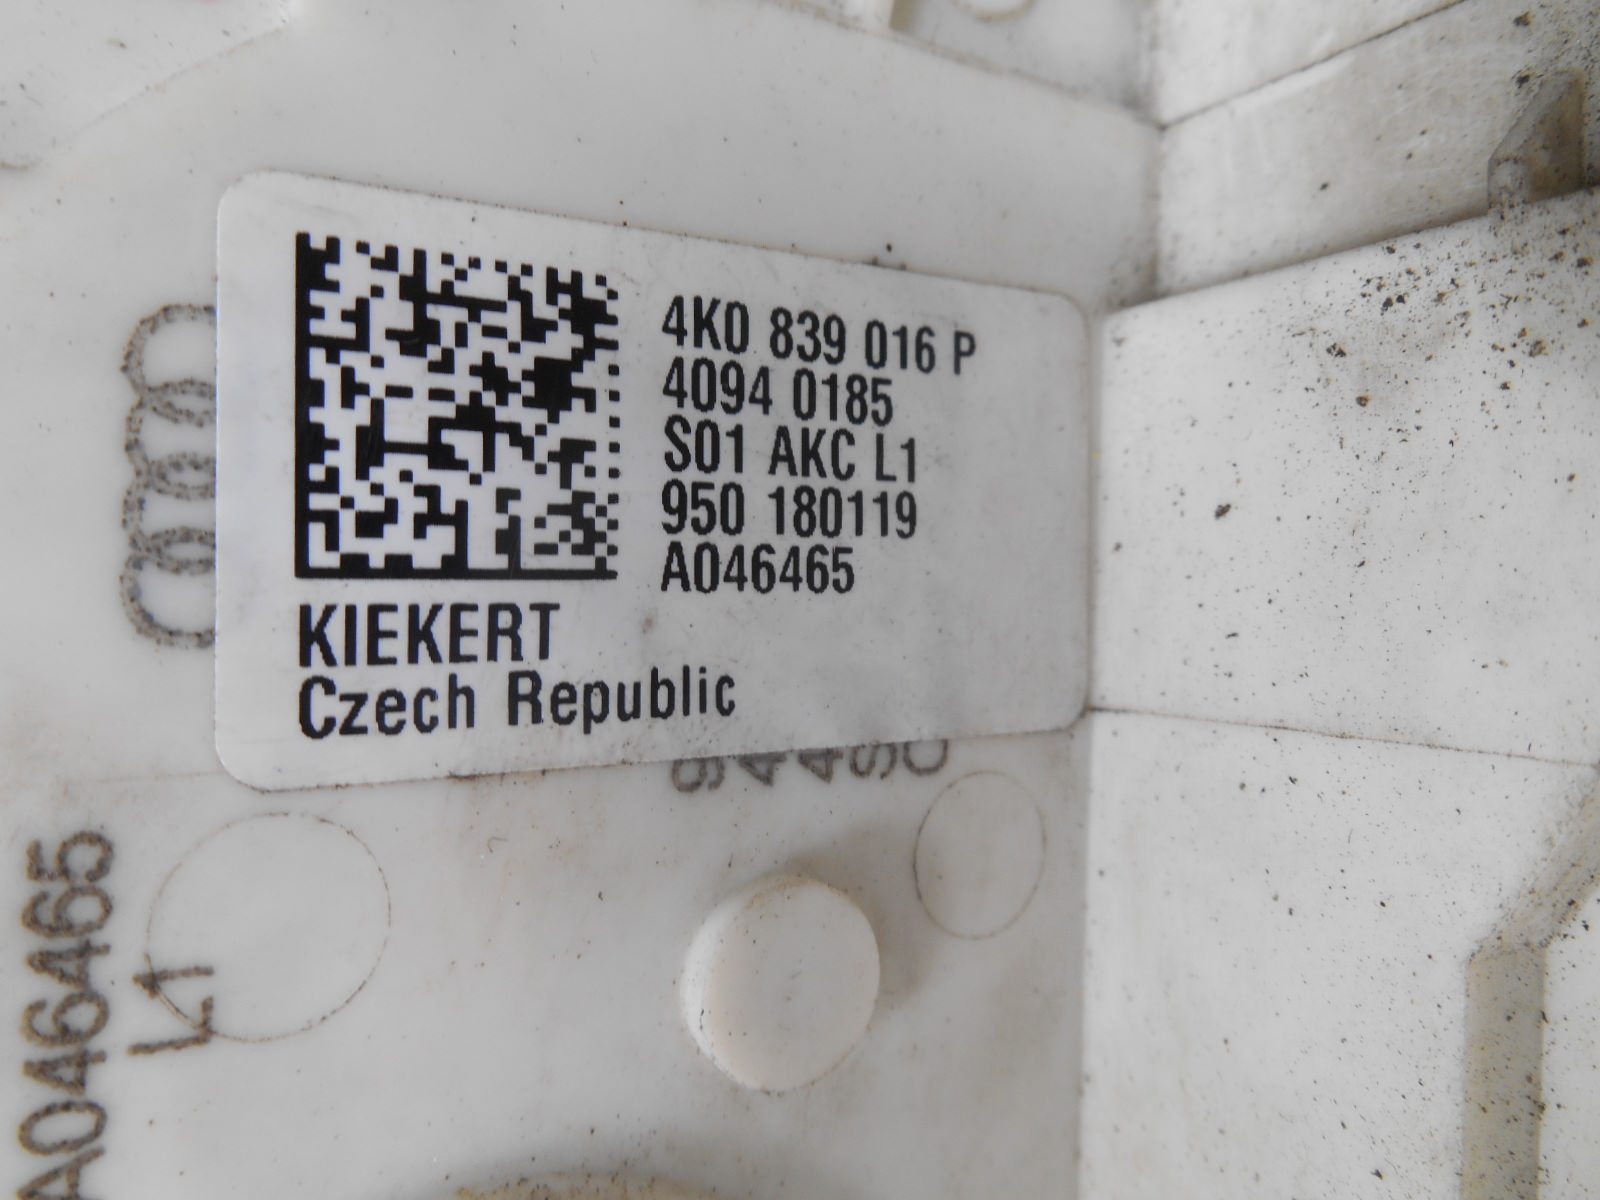 4K0 839 016 P
4094 0185
S01 AKC L1
950 180119
A046465
KIEKERT
Czech Republic
A046465
L1